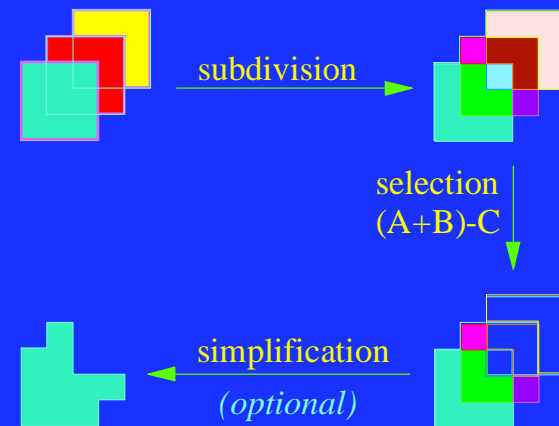 subdivision
selection
(A+B)-C
simplification
(optional)